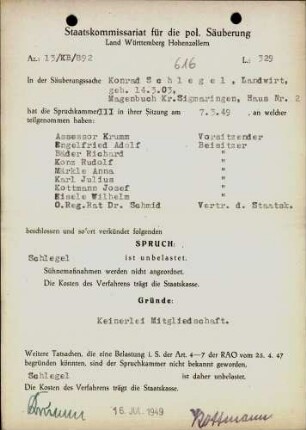 Staatskommissariat für die pol. Säuberung
Land Württemberg Hohenzollern
Az.: 13/KB/892
616
L: 329
In der Säuberungssache Konrad Schlegel, Landwirt,
geb. 14.3.03,
Magenbuch Kr.Sigmaringen, Haus Nr. 2
hat die Spruchkammer III in ihrer Sitzung am 7.3.49 an welcher
teilgenommen haben:
Assessor Krumm Vorsitzender
Engelfried Adolf Beisitzer
Bäder Richard "
Kons Rudolf "
Märkle Anna "
Karl Julius "
Kottmann Josef "
Eisele Wilhelm "
O.Reg.Rat Dr. Schmid Vertr. d. Staatsk.
beschlossen und sofort verkündet folgenden
SPRUCH:
Schlegel ist unbelastet.
Sühnemaßnahmen werden nicht angeordnet.
Die Kosten des Verfahrens trägt die Staatskasse.
Gründe:
Keinerlei Mitgliedschaft.
Weitere Tatsachen, die eine Belastung i. S. der Art. 4—7 der RAO vom 25. 4. 47
begründen könnten, sind der Spruchkammer nicht bekannt geworden.
Schlegel ist daher unbelastet.
Die Kosten des Verfahrens trägt die Staatskasse.
Krumm
16. JUL. 1949
Kottmann